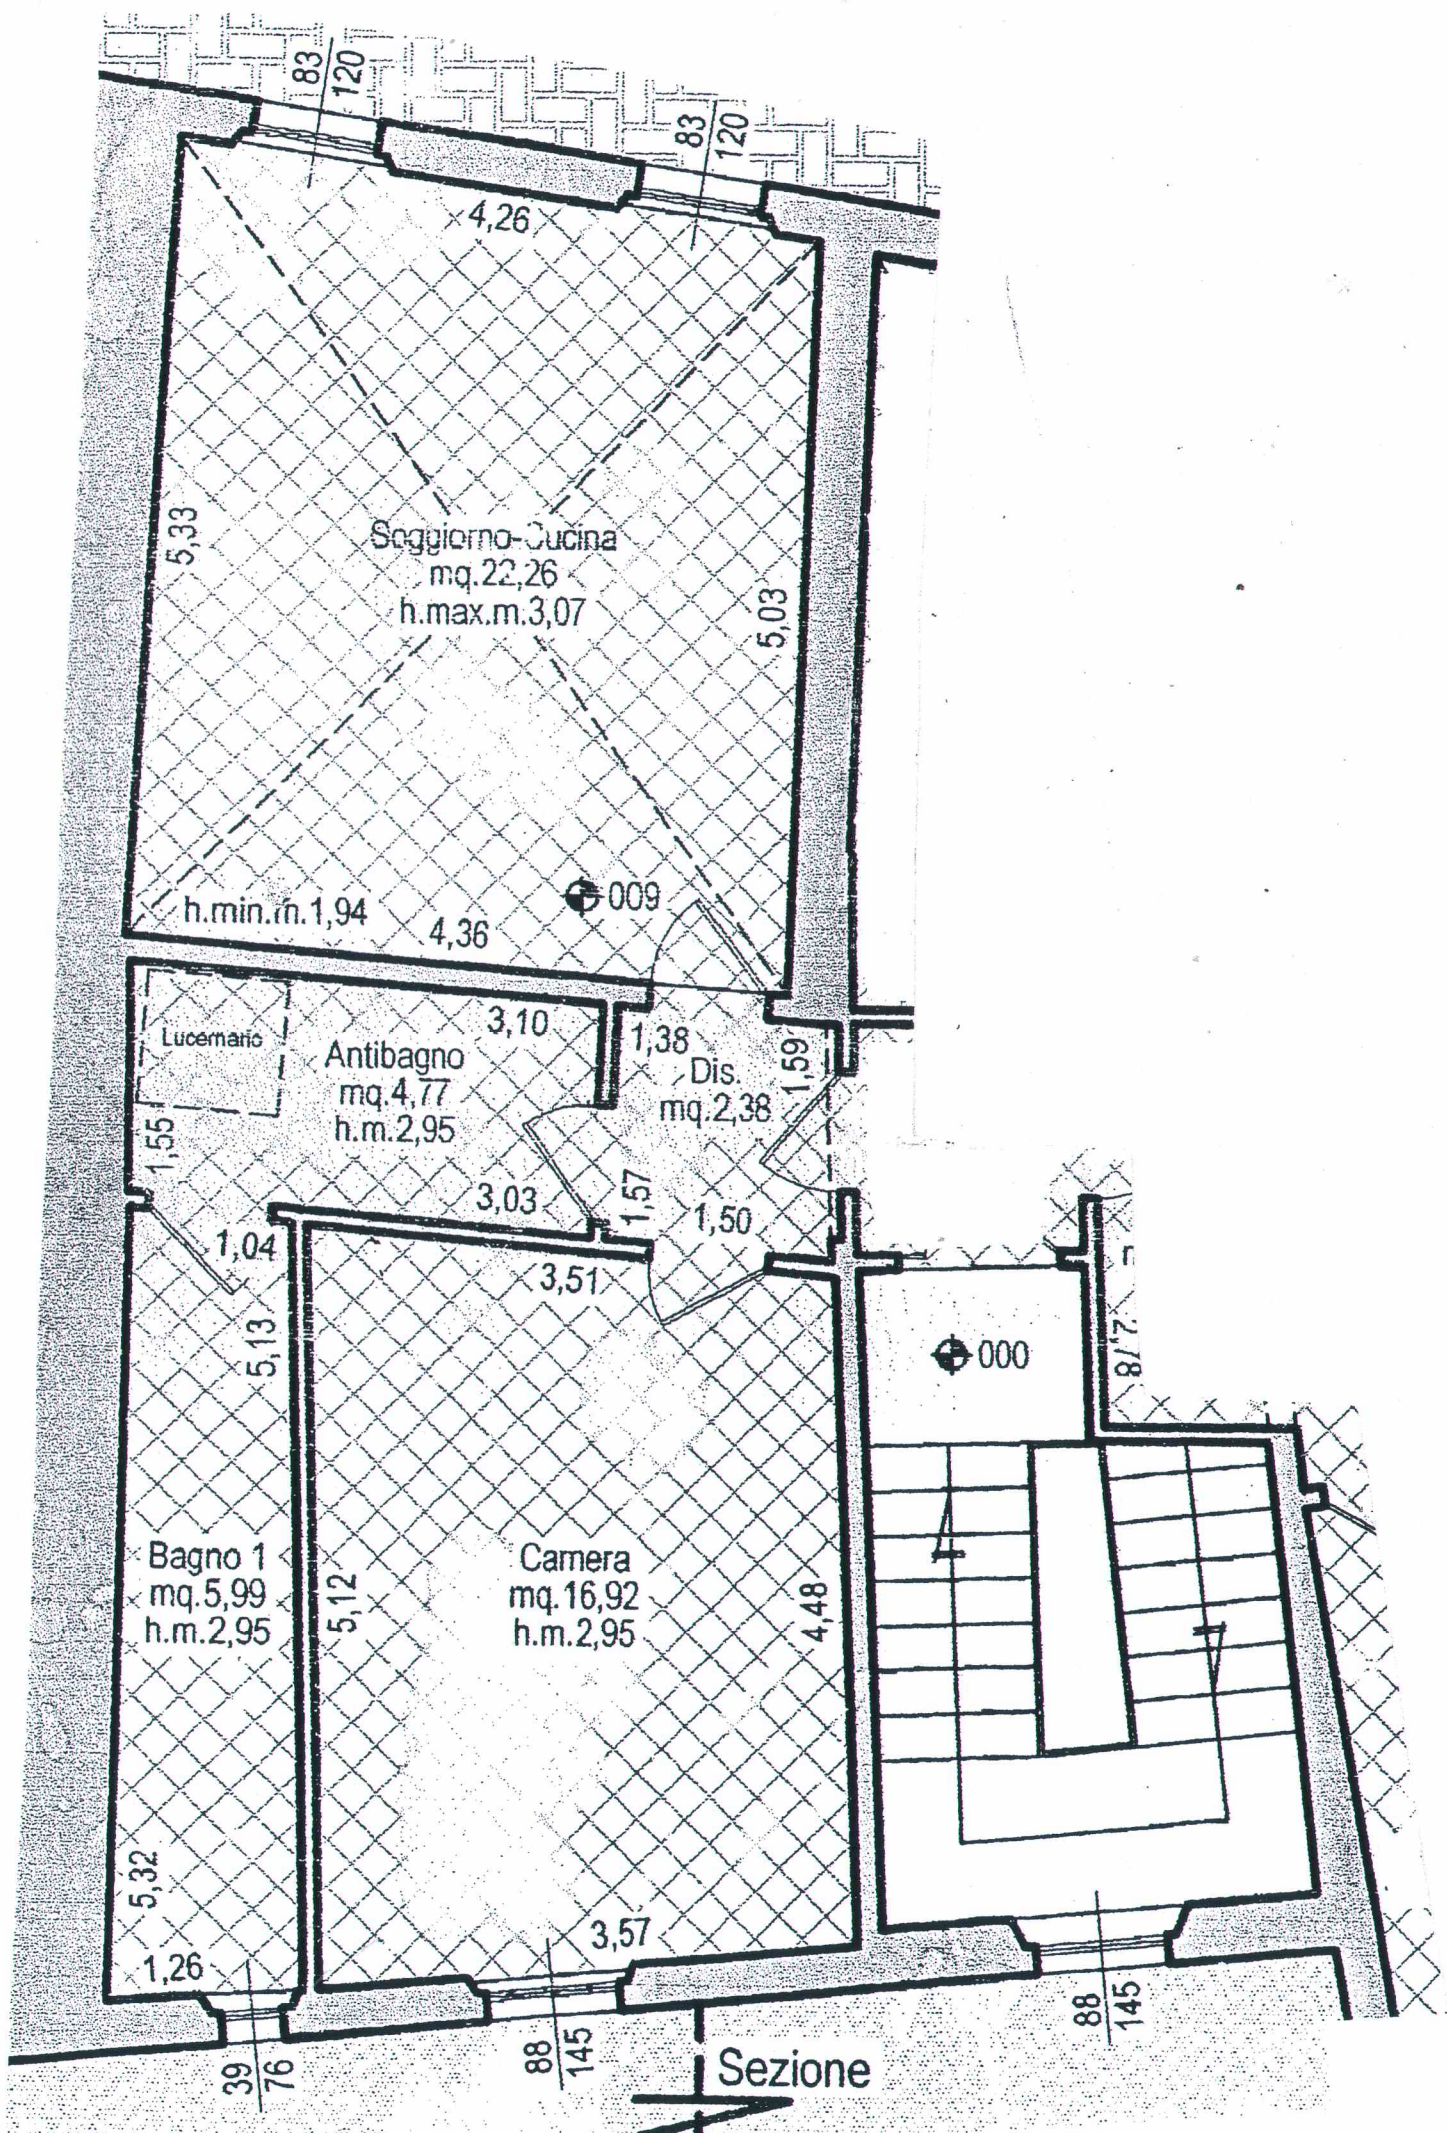 83
120
83
120
4,26
5,33
Soggiorno-Cucina
mq.22,26
h.max.m.3,07
5,03
h.min.m.1,94
009
4,36
Lucernario
3,10
Antibagno
mq.4,77
h.m.2,95
1,38
Dis.
mq.2,38
1,59
1,55
3,03
1,57
1,50
1,04
3,51
5,13
000
2,78
Bagno 1
mq.5,99
h.m.2,95
5,12
Camera
mq.16,92
h.m.2,95
4,48
5,32
1,26
3,57
39
76
88
145
88
145
Sezione